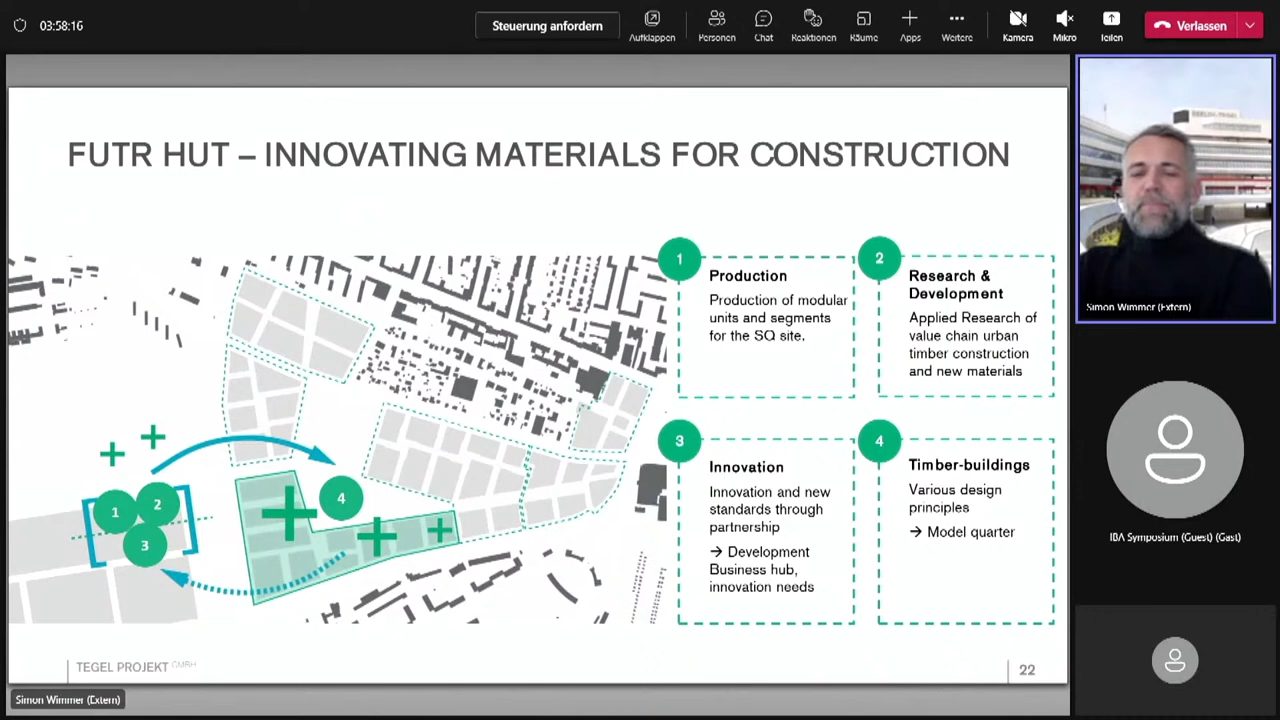 03:58:16
Steuerung anfordern
Aufklappen
Personen
Chat
Reaktionen
Räume
Apps
Weitere
Kamera
Mikro
Teilen
Verlassen
FUTR HUT – INNOVATING MATERIALS FOR CONSTRUCTION
1
Production
Production of modular
units and segments
for the SQ site.
2
Research &
Development
Applied Research of
value chain urban
timber construction
and new materials
3
Innovation
Innovation and new
standards through
partnership
→ Development
Business hub,
innovation needs
4
Timber-buildings
Various design
principles
→ Model quarter
1
2
3
4
TEGEL PROJEKT GMBH
22
Simon Wimmer (Extern)
BERLIN-TEGEL
Simon Wimmer (Extern)
IBA Symposium (Guest) (Gast)